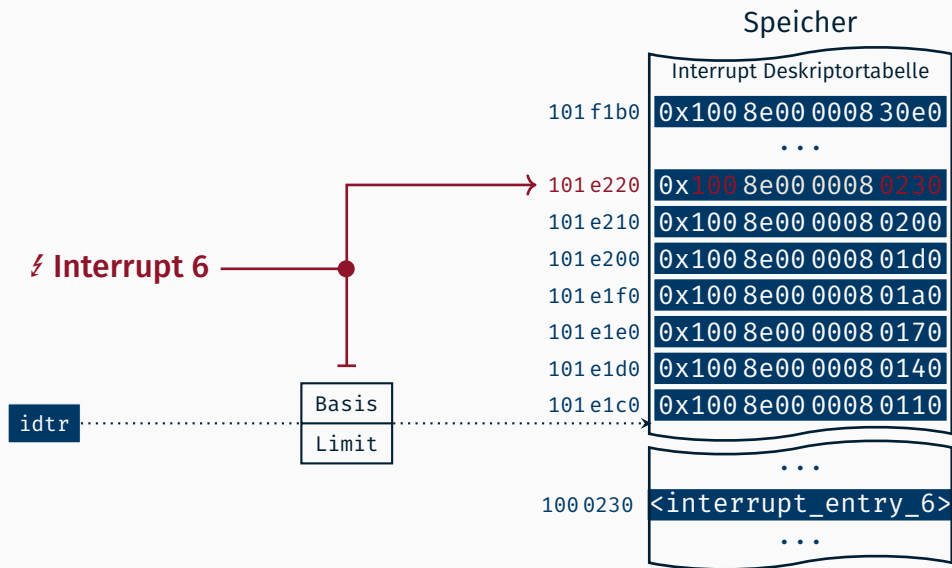 Speicher
Interrupt Deskriptortabelle
101 f1b0 0x100 8e00 0008 30e0
...
101 e220 0x100 8e00 0008 0230
101 e210 0x100 8e00 0008 0200
⚡ Interrupt 6
101 e200 0x100 8e00 0008 01d0
101 e1f0 0x100 8e00 0008 01a0
101 e1e0 0x100 8e00 0008 0170
101 e1d0 0x100 8e00 0008 0140
Basis
101 e1c0 0x100 8e00 0008 0110
idtr
Limit
...
100 0230 <interrupt_entry_6>
...